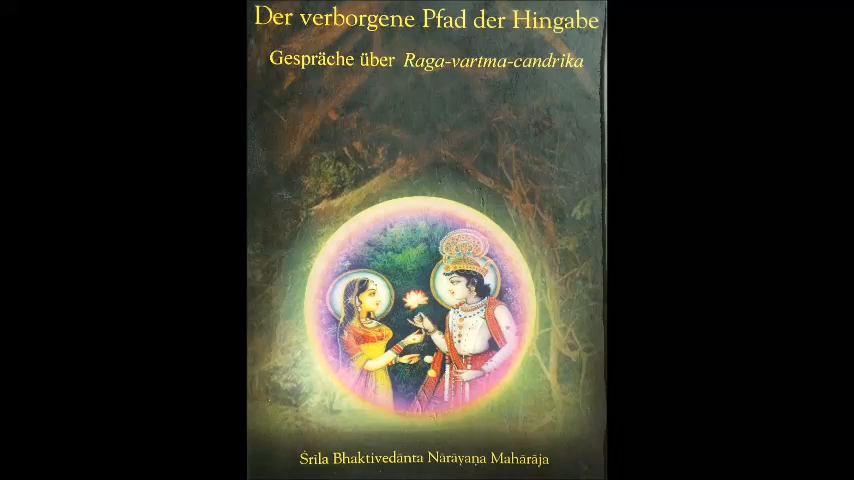 Der verborgene Pfad der Hingabe
Gespräche über Raga-vartma-candrika
Śrīla Bhaktivedānta Nārāyaṇa Mahārāja